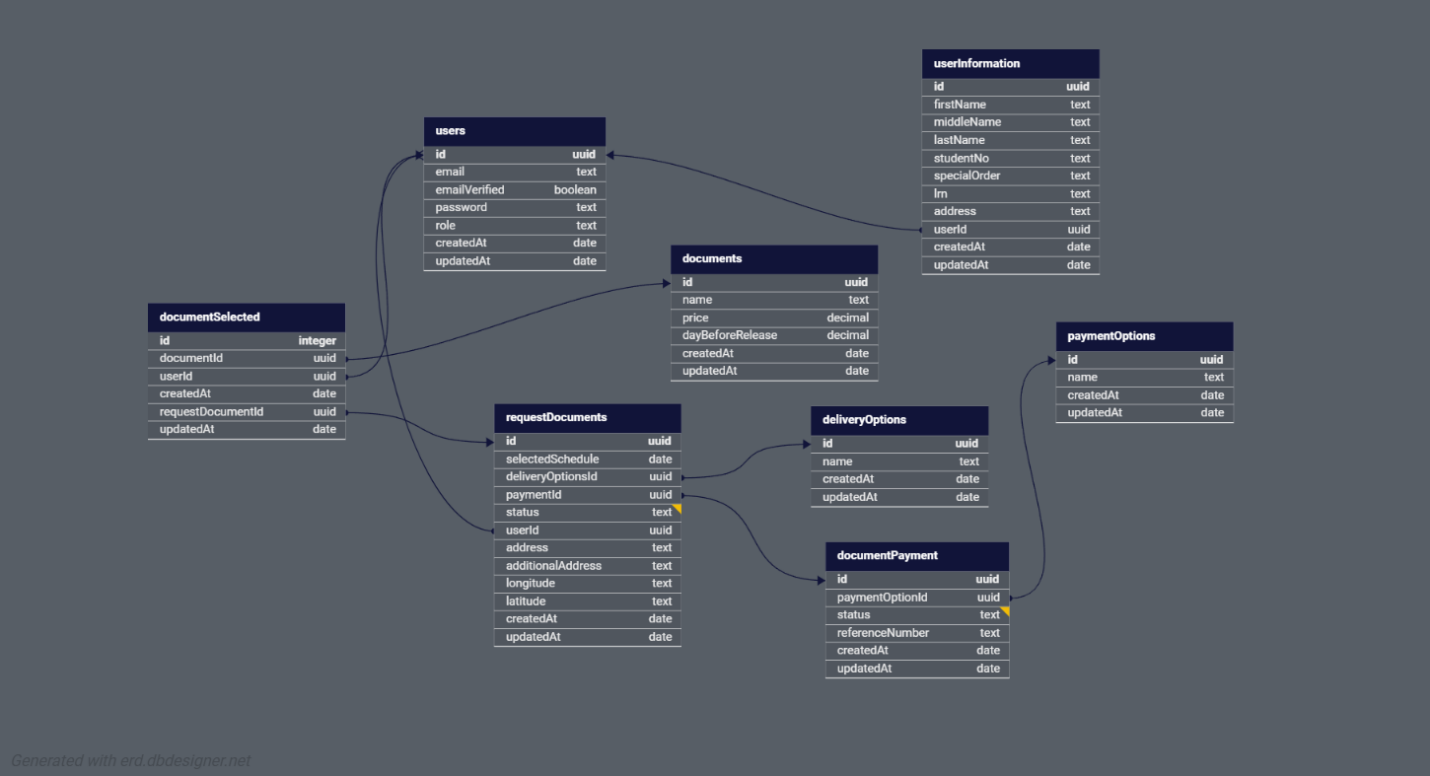 userInformation
id uuid
firstName text
middleName text
lastName text
studentNo text
specialOrder text
lrn text
address text
userId uuid
createdAt date
updatedAt date
users
id uuid
email text
emailVerified boolean
password text
role text
createdAt date
updatedAt date
documents
id uuid
name text
price decimal
dayBeforeRelease decimal
createdAt date
updatedAt date
documentSelected
id integer
documentId uuid
userId uuid
createdAt date
requestDocumentId uuid
updatedAt date
paymentOptions
id uuid
name text
createdAt date
updatedAt date
requestDocuments
id uuid
selectedSchedule date
deliveryOptionsId uuid
paymentId uuid
status text
userId uuid
address text
additionalAddress text
longitude text
latitude text
createdAt date
updatedAt date
deliveryOptions
id uuid
name text
createdAt date
updatedAt date
documentPayment
id uuid
paymentOptionId uuid
status text
referenceNumber text
createdAt date
updatedAt date
Generated with erd.dbdesigner.net